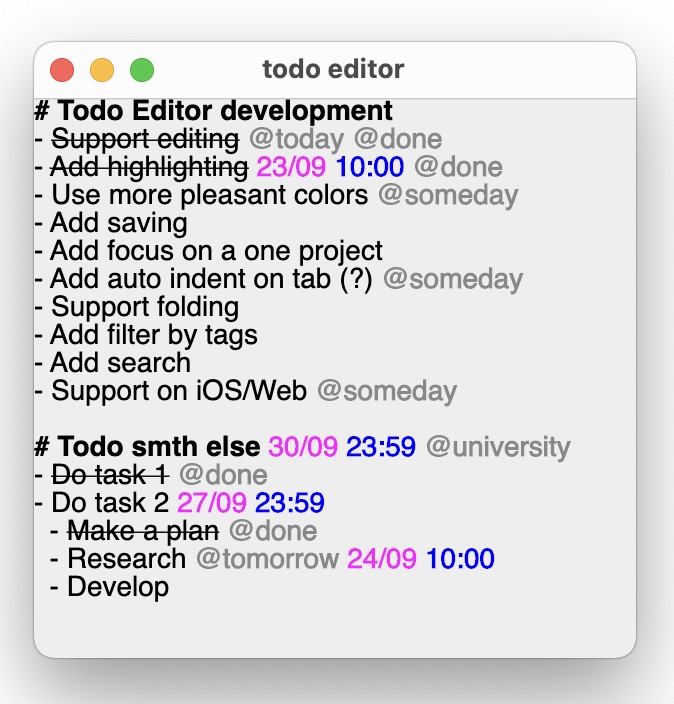 todo editor
# Todo Editor development
- Support editing @today @done
- Add highlighting 23/09 10:00 @done
- Use more pleasant colors @someday
- Add saving
- Add focus on a one project
- Add auto indent on tab (?) @someday
- Support folding
- Add filter by tags
- Add search
- Support on iOS/Web @someday
# Todo smth else 30/09 23:59 @university
- Do task 1 @done
- Do task 2 27/09 23:59
- Make a plan @done
- Research @tomorrow 24/09 10:00
- Develop